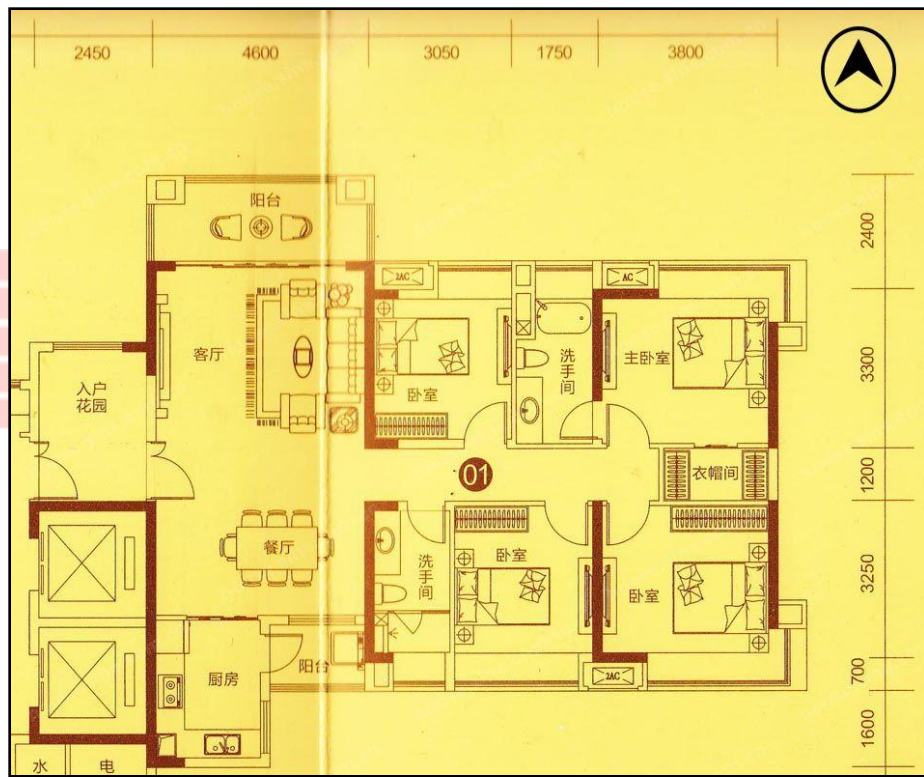 2450
4600
3050
1750
3800
阳台
2400
2AC
AC
客厅
洗
手
间
主卧室
3300
入户
花园
卧室
01
衣帽间
1200
餐厅
洗
手
间
卧室
卧室
3250
厨房
阳台
2AC
700
1600
水
电